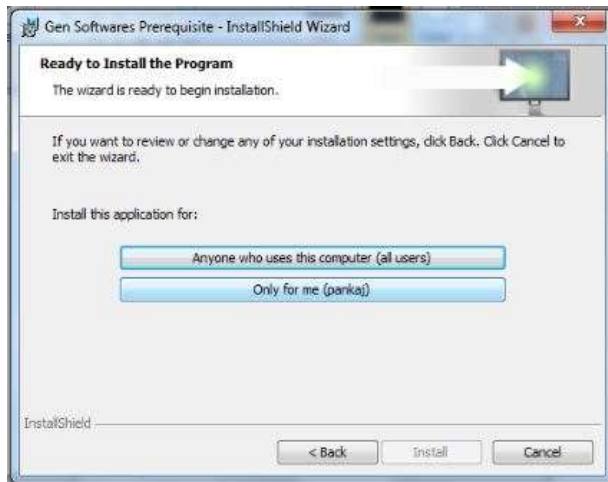 Gen Softwares Prerequisite - InstallShield Wizard
Ready to Install the Program
The wizard is ready to begin installation.
If you want to review or change any of your installation settings, click Back. Click Cancel to
exit the wizard.
Install this application for:
Anyone who uses this computer (all users)
Only for me (pankaj)
InstallShield
< Back
Install
Cancel